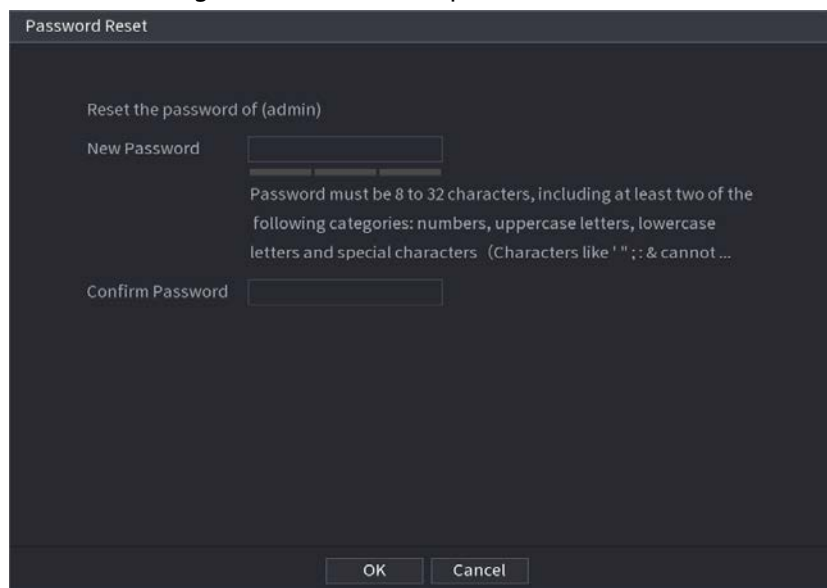 Password Reset
Reset the password of (admin)
New Password
Password must be 8 to 32 characters, including at least two of the
following categories: numbers, uppercase letters, lowercase
letters and special characters (Characters like ' " ; : & cannot ...
Confirm Password
OK Cancel